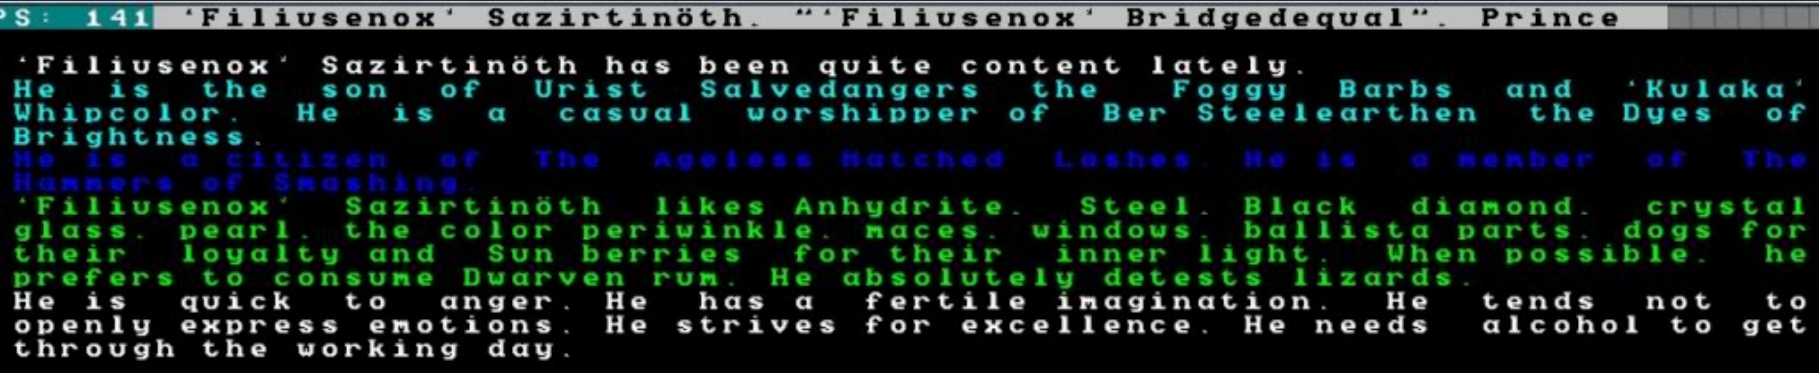 PS: 141 'Filiusenox' Sazirtinöth. "'Filiusenox' Bridgedequal". Prince
'Filiusenox' Sazirtinöth has been quite content lately.
He is the son of Urist Salvedangers the Foggy Barbs and 'Kulaka'
Whipcolor. He is a casual worshipper of Ber Steelearthen the Dyes of
Brightness.
He is a citizen of The Ageless Matched Lashes. He is a member of The
Hammers of Smashing.
'Filiusenox' Sazirtinöth likes Anhydrite. Steel. Black diamond. crystal
glass. pearl. the color periwinkle. maces. windows. ballista parts. dogs for
their loyalty and Sun berries for their inner light. When possible. he
prefers to consume Dwarven rum. He absolutely detests lizards.
He is quick to anger. He has a fertile imagination. He tends not to
openly express emotions. He strives for excellence. He needs alcohol to get
through the working day.